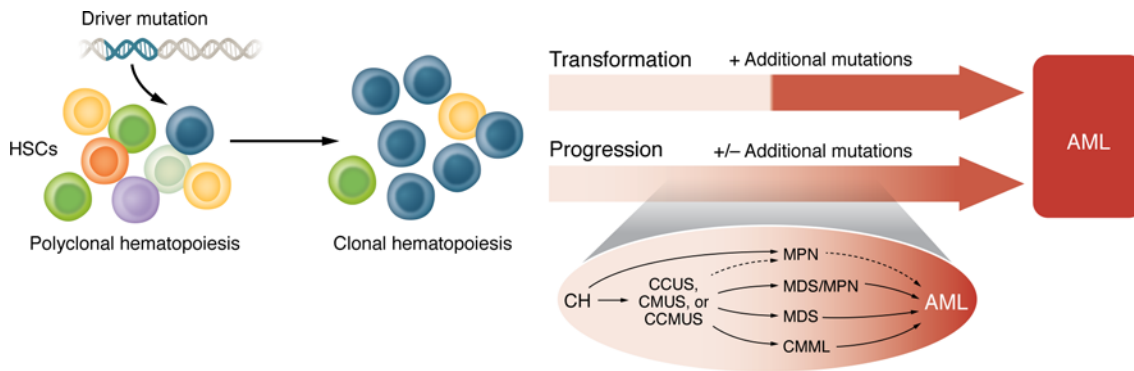 Driver mutation
HSCs
Polyclonal hematopoiesis
Clonal hematopoiesis
Transformation
+ Additional mutations
Progression
+/– Additional mutations
AML
CH
CCUS,
CMUS, or
CCMUS
MPN
MDS/MPN
MDS
CMML
AML